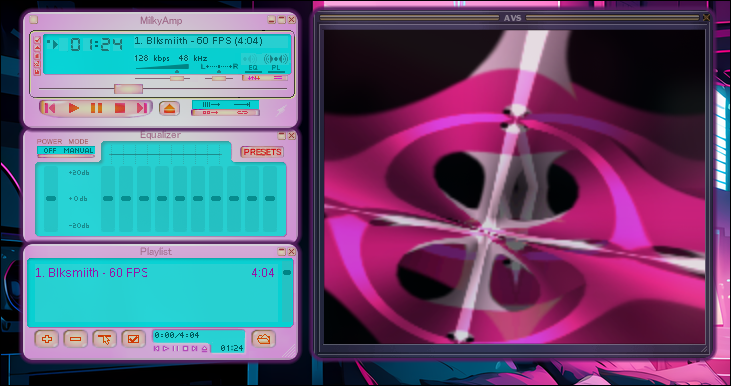 MilkyAmp
01:24
1. Blksmiith - 60 FPS (4:04)
128 kbps 48 kHz
L R
EQ PL
Equalizer
POWER MODE
OFF MANUAL
PRESETS
+20db
+0db
-20db
Playlist
1. Blksmiith - 60 FPS 4:04
0:00/4:04
01:24
AVS